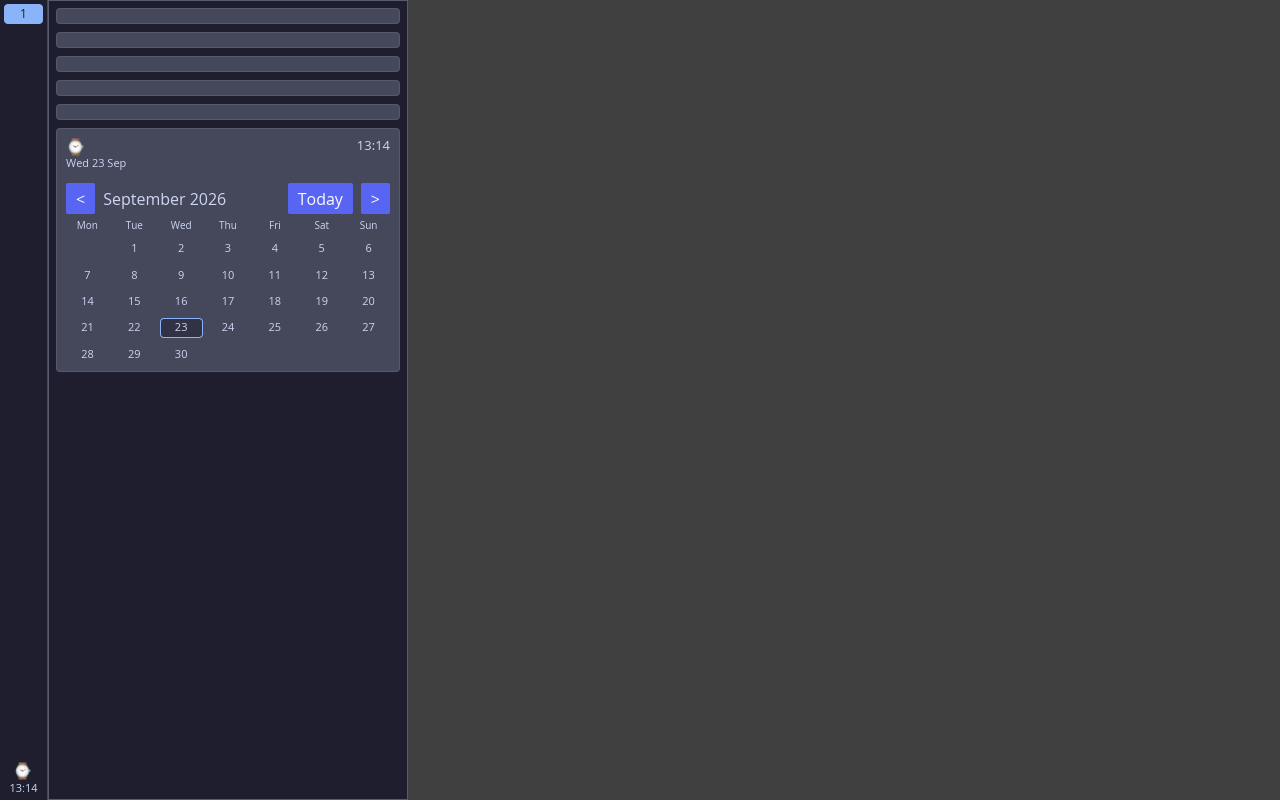 1
⌚ 13:14
Wed 23 Sep
< September 2026 Today >
Mon Tue Wed Thu Fri Sat Sun
1 2 3 4 5 6
7 8 9 10 11 12 13
14 15 16 17 18 19 20
21 22 23 24 25 26 27
28 29 30
⌚
13:14